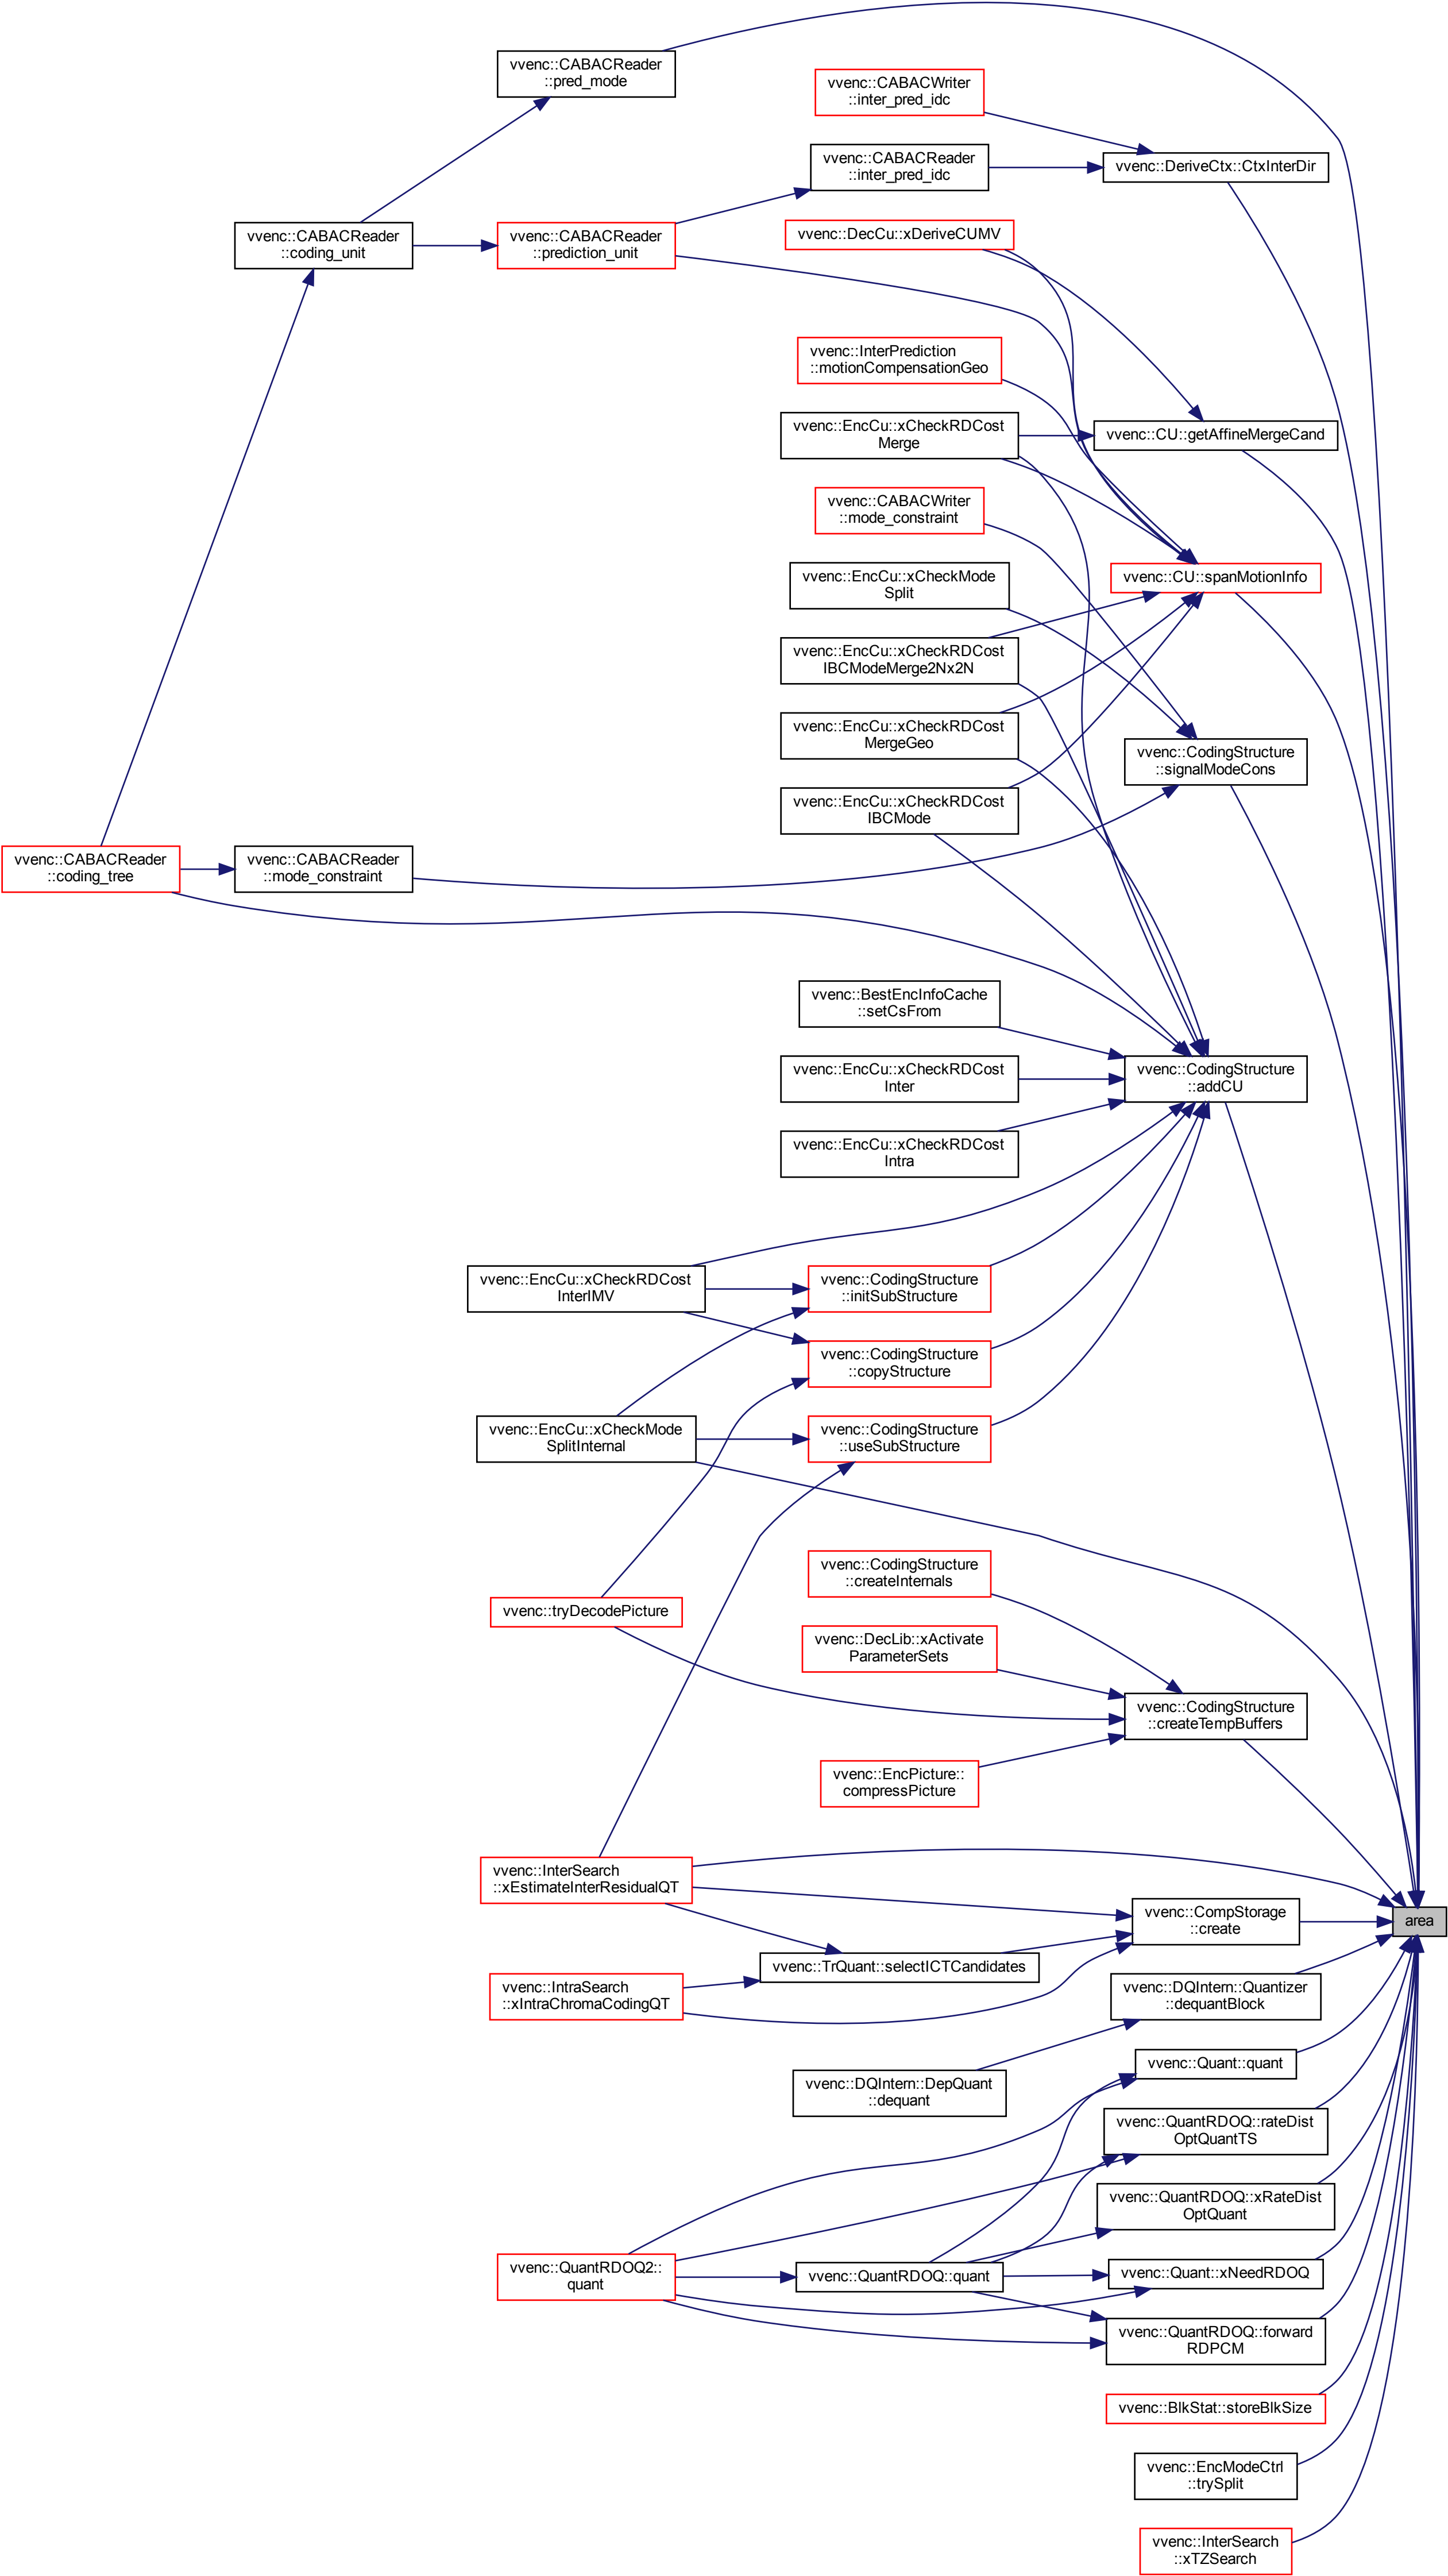 vvenc::CABACReader
::pred_mode
vvenc::CABACWriter
::inter_pred_idc
vvenc::CABACReader
::inter_pred_idc
vvenc::DeriveCtx::CtxInterDir
vvenc::CABACReader
::coding_unit
vvenc::CABACReader
::prediction_unit
vvenc::DecCu::xDeriveCUMV
vvenc::InterPrediction
::motionCompensationGeo
vvenc::EncCu::xCheckRDCost
Merge
vvenc::CU::getAffineMergeCand
vvenc::CABACWriter
::mode_constraint
vvenc::EncCu::xCheckMode
Split
vvenc::CU::spanMotionInfo
vvenc::EncCu::xCheckRDCost
IBCModeMerge2Nx2N
vvenc::EncCu::xCheckRDCost
MergeGeo
vvenc::CodingStructure
::signalModeCons
vvenc::EncCu::xCheckRDCost
IBCMode
vvenc::CABACReader
::coding_tree
vvenc::CABACReader
::mode_constraint
vvenc::BestEncInfoCache
::setCsFrom
vvenc::EncCu::xCheckRDCost
Inter
vvenc::CodingStructure
::addCU
vvenc::EncCu::xCheckRDCost
Intra
vvenc::EncCu::xCheckRDCost
InterIMV
vvenc::CodingStructure
::initSubStructure
vvenc::CodingStructure
::copyStructure
vvenc::EncCu::xCheckMode
SplitInternal
vvenc::CodingStructure
::useSubStructure
vvenc::CodingStructure
::createInternals
vvenc::tryDecodePicture
vvenc::DecLib::xActivate
ParameterSets
vvenc::CodingStructure
::createTempBuffers
vvenc::EncPicture::
compressPicture
vvenc::InterSearch
::xEstimateInterResidualQT
vvenc::CompStorage
::create
area
vvenc::TrQuant::selectICTCandidates
vvenc::IntraSearch
::xIntraChromaCodingQT
vvenc::DQIntern::Quantizer
::dequantBlock
vvenc::DQIntern::DepQuant
::dequant
vvenc::Quant::quant
vvenc::QuantRDOQ::rateDist
OptQuantTS
vvenc::QuantRDOQ::xRateDist
OptQuant
vvenc::QuantRDOQ2::
quant
vvenc::QuantRDOQ::quant
vvenc::Quant::xNeedRDOQ
vvenc::QuantRDOQ::forward
RDPCM
vvenc::BlkStat::storeBlkSize
vvenc::EncModeCtrl
::trySplit
vvenc::InterSearch
::xTZSearch